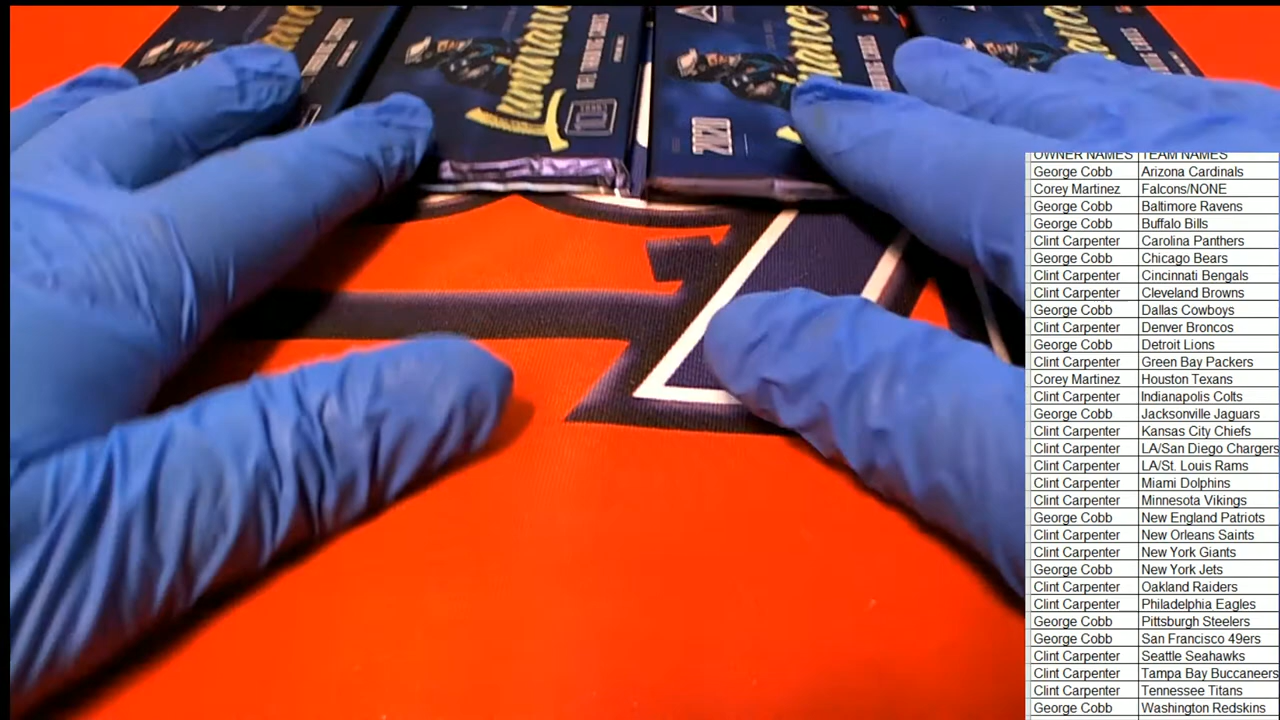 Luminance
NFL TRADING CARDS
Luminance
2020
TRADING CARDS
OWNER NAMES TEAM NAMES
George Cobb Arizona Cardinals
Corey Martinez Falcons/NONE
George Cobb Baltimore Ravens
George Cobb Buffalo Bills
Clint Carpenter Carolina Panthers
George Cobb Chicago Bears
Clint Carpenter Cincinnati Bengals
Clint Carpenter Cleveland Browns
George Cobb Dallas Cowboys
Clint Carpenter Denver Broncos
George Cobb Detroit Lions
Clint Carpenter Green Bay Packers
Corey Martinez Houston Texans
Clint Carpenter Indianapolis Colts
George Cobb Jacksonville Jaguars
Clint Carpenter Kansas City Chiefs
Clint Carpenter LA/San Diego Chargers
Clint Carpenter LA/St. Louis Rams
Clint Carpenter Miami Dolphins
Clint Carpenter Minnesota Vikings
George Cobb New England Patriots
Clint Carpenter New Orleans Saints
Clint Carpenter New York Giants
George Cobb New York Jets
Clint Carpenter Oakland Raiders
Clint Carpenter Philadelphia Eagles
George Cobb Pittsburgh Steelers
George Cobb San Francisco 49ers
Clint Carpenter Seattle Seahawks
Clint Carpenter Tampa Bay Buccaneers
Clint Carpenter Tennessee Titans
George Cobb Washington Redskins